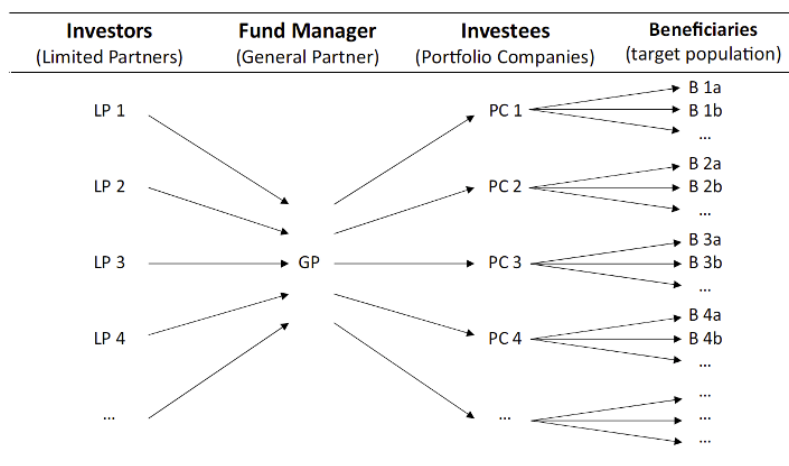 Investors Fund Manager Investees Beneficiaries
(Limited Partners) (General Partner) (Portfolio Companies) (target population)
B 1a
LP 1 PC 1 B 1b
...
B 2a
LP 2 PC 2 B 2b
...
B 3a
LP 3 GP PC 3 B 3b
...
B 4a
LP 4 PC 4 B 4b
...
...
... ... ...
...